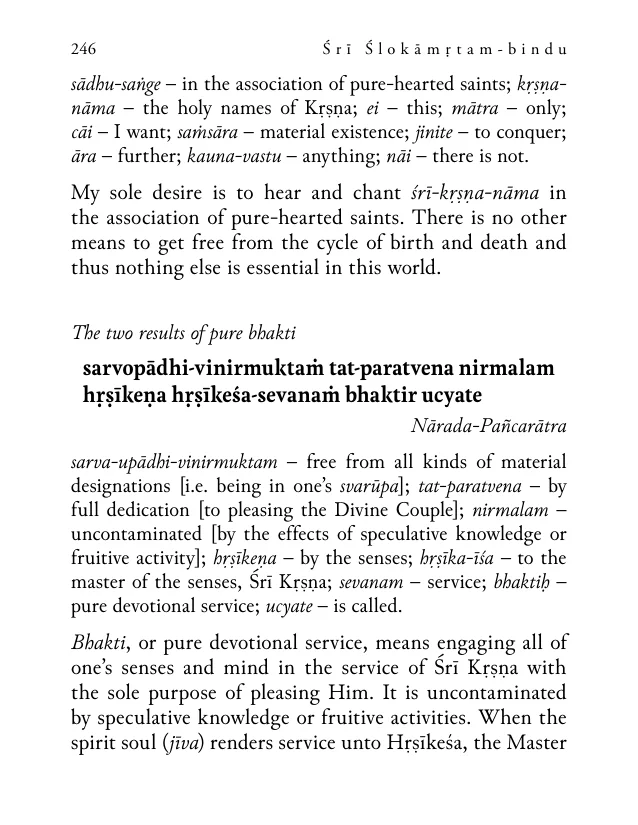 246 Śrī Ślokāmṛtam-bindu
sādhu-saṅge – in the association of pure-hearted saints; kṛṣṇa-
nāma – the holy names of Kṛṣṇa; ei – this; mātra – only;
cāi – I want; saṁsāra – material existence; jinite – to conquer;
āra – further; kauna-vastu – anything; nāi – there is not.
My sole desire is to hear and chant śrī-kṛṣṇa-nāma in
the association of pure-hearted saints. There is no other
means to get free from the cycle of birth and death and
thus nothing else is essential in this world.
The two results of pure bhakti
sarvopādhi-vinirmuktaṁ tat-paratvena nirmalam
hṛṣīkeṇa hṛṣīkeśa-sevanaṁ bhaktir ucyate
Nārada-Pañcarātra
sarva-upādhi-vinirmuktam – free from all kinds of material
designations [i.e. being in one’s svarūpa]; tat-paratvena – by
full dedication [to pleasing the Divine Couple]; nirmalam –
uncontaminated [by the effects of speculative knowledge or
fruitive activity]; hṛṣīkeṇa – by the senses; hṛṣīka-īśa – to the
master of the senses, Śrī Kṛṣṇa; sevanam – service; bhaktiḥ –
pure devotional service; ucyate – is called.
Bhakti, or pure devotional service, means engaging all of
one’s senses and mind in the service of Śrī Kṛṣṇa with
the sole purpose of pleasing Him. It is uncontaminated
by speculative knowledge or fruitive activities. When the
spirit soul (jīva) renders service unto Hṛṣīkeśa, the Master